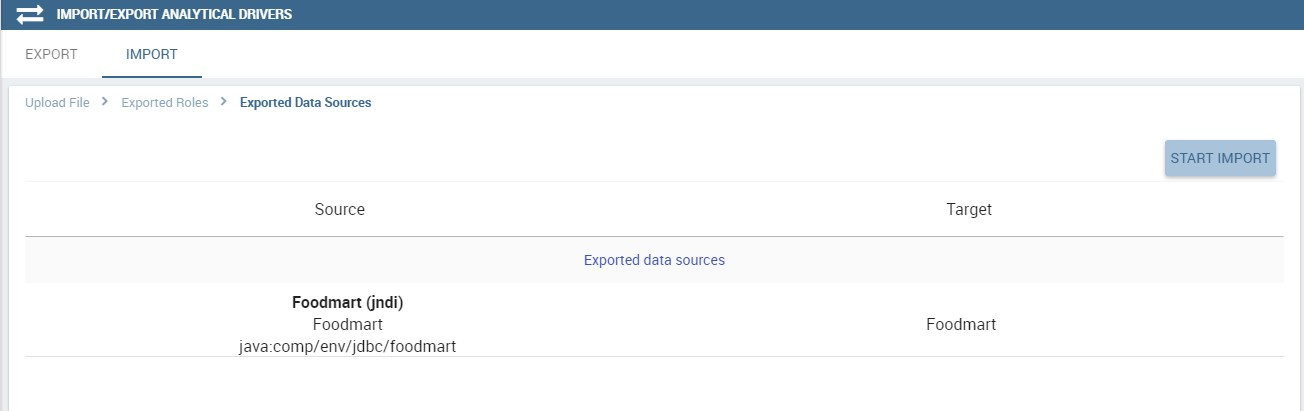 IMPORT/EXPORT ANALYTICAL DRIVERS
EXPORT IMPORT
Upload File > Exported Roles > Exported Data Sources
START IMPORT
Source Target
Exported data sources
Foodmart (jndi)
Foodmart Foodmart
java:comp/env/jdbc/foodmart